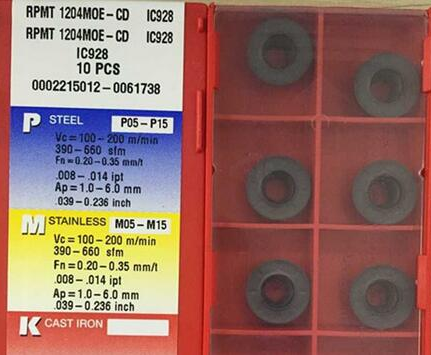 RPMT 1204MOE-CD IC928
RPMT 1204MOE-CD IC928
IC928
10 PCS
0002215012-0061738
P STEEL P05-P15
Vc=100-200 m/min
390-660 sfm
Fn=0.20-0.35 mm/t
.008-.014 ipt
Ap=1.0-6.0 mm
.039-0.236 inch
M STAINLESS M05-M15
Vc=100-200 m/min
390-660 sfm
Fn=0.20-0.35 mm/t
.008-.014 ipt
Ap=1.0-6.0 mm
.039-0.236 inch
K CAST IRON